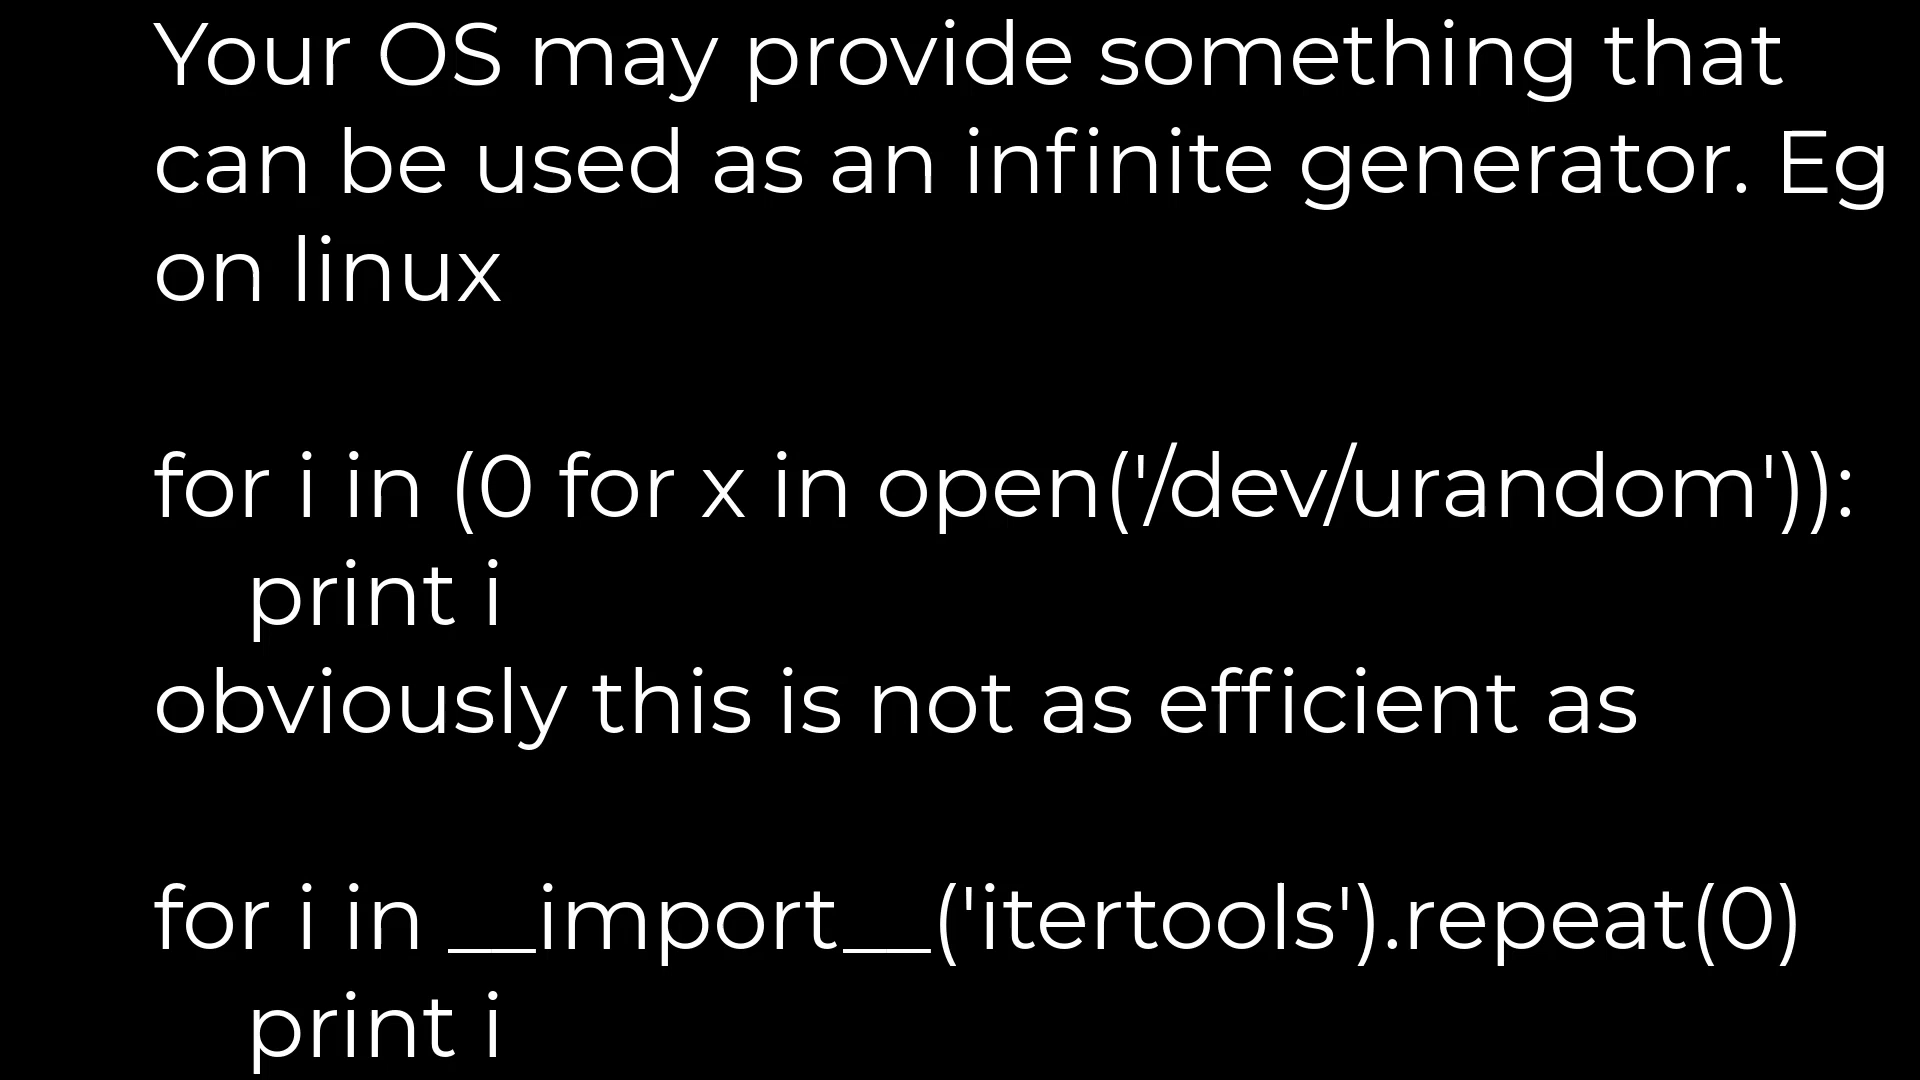 Your OS may provide something that
can be used as an infinite generator. Eg
on linux
for i in (0 for x in open('/dev/urandom')):
    print i
obviously this is not as efficient as
for i in __import__('itertools').repeat(0)
    print i